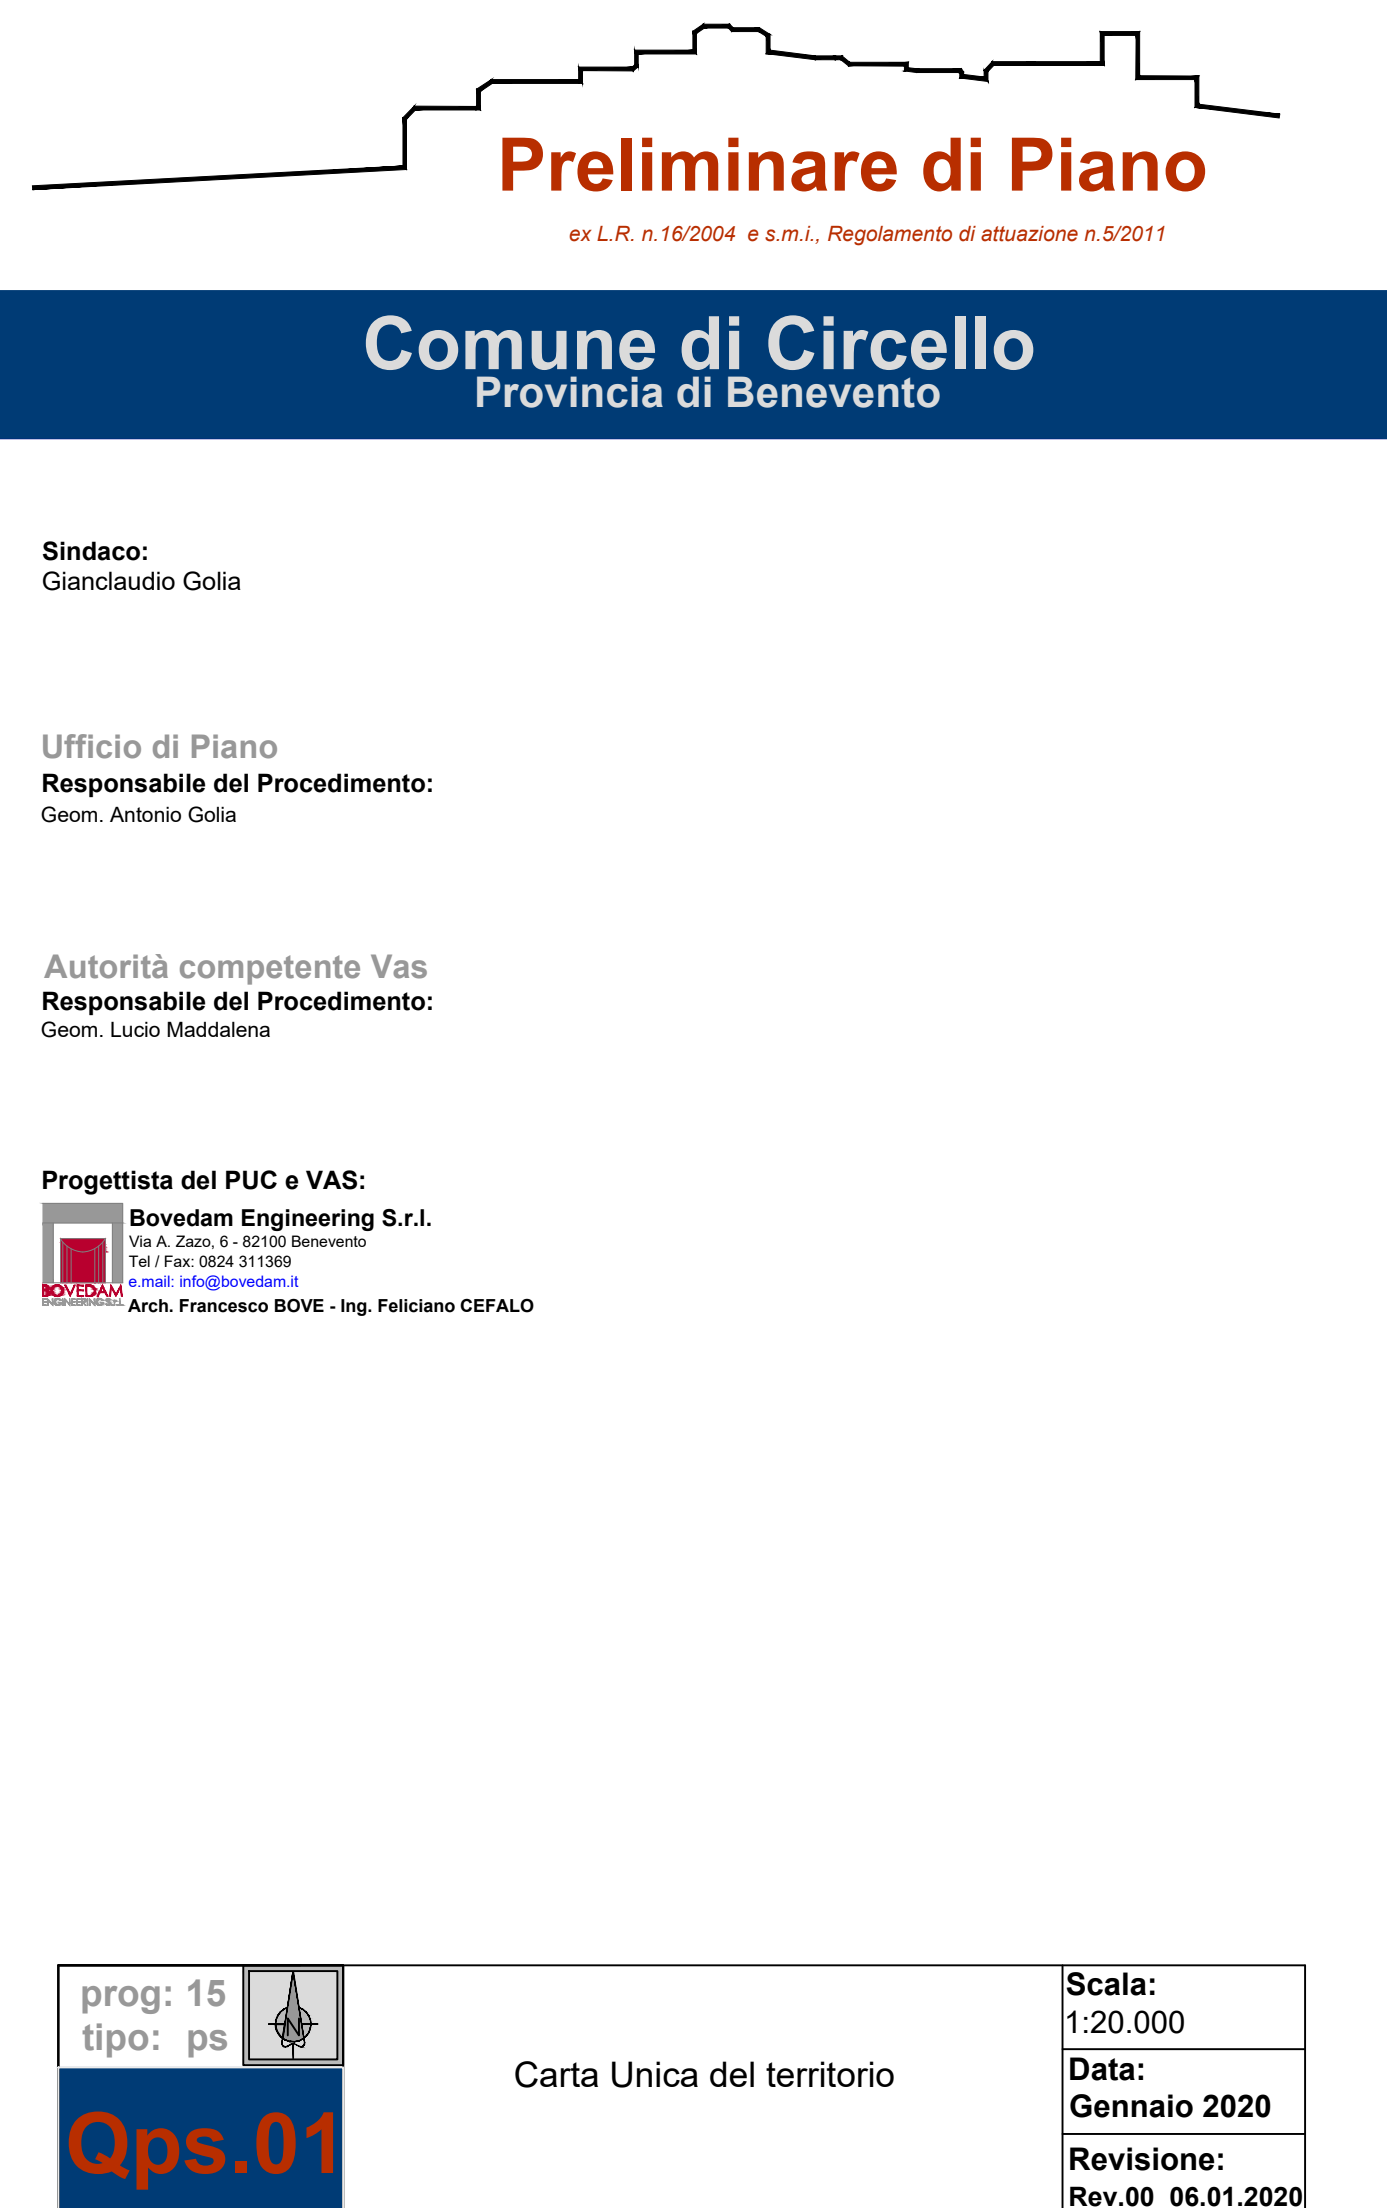 Preliminare di Piano
ex L.R. n.16/2004 e s.m.i., Regolamento di attuazione n.5/2011
Comune di Circello
Provincia di Benevento
Sindaco:
Gianclaudio Golia
Ufficio di Piano
Responsabile del Procedimento:
Geom. Antonio Golia
Autorità competente Vas
Responsabile del Procedimento:
Geom. Lucio Maddalena
Progettista del PUC e VAS:
BOVEDAM
ENGINEERING S.r.L.
Bovedam Engineering S.r.l.
Via A. Zazo, 6 - 82100 Benevento
Tel / Fax: 0824 311369
e.mail: info@bovedam.it
Arch. Francesco BOVE - Ing. Feliciano CEFALO
prog: 15
tipo: ps
N
Qps.01
Carta Unica del territorio
Scala:
1:20.000
Data:
Gennaio 2020
Revisione:
Rev.00 06.01.2020